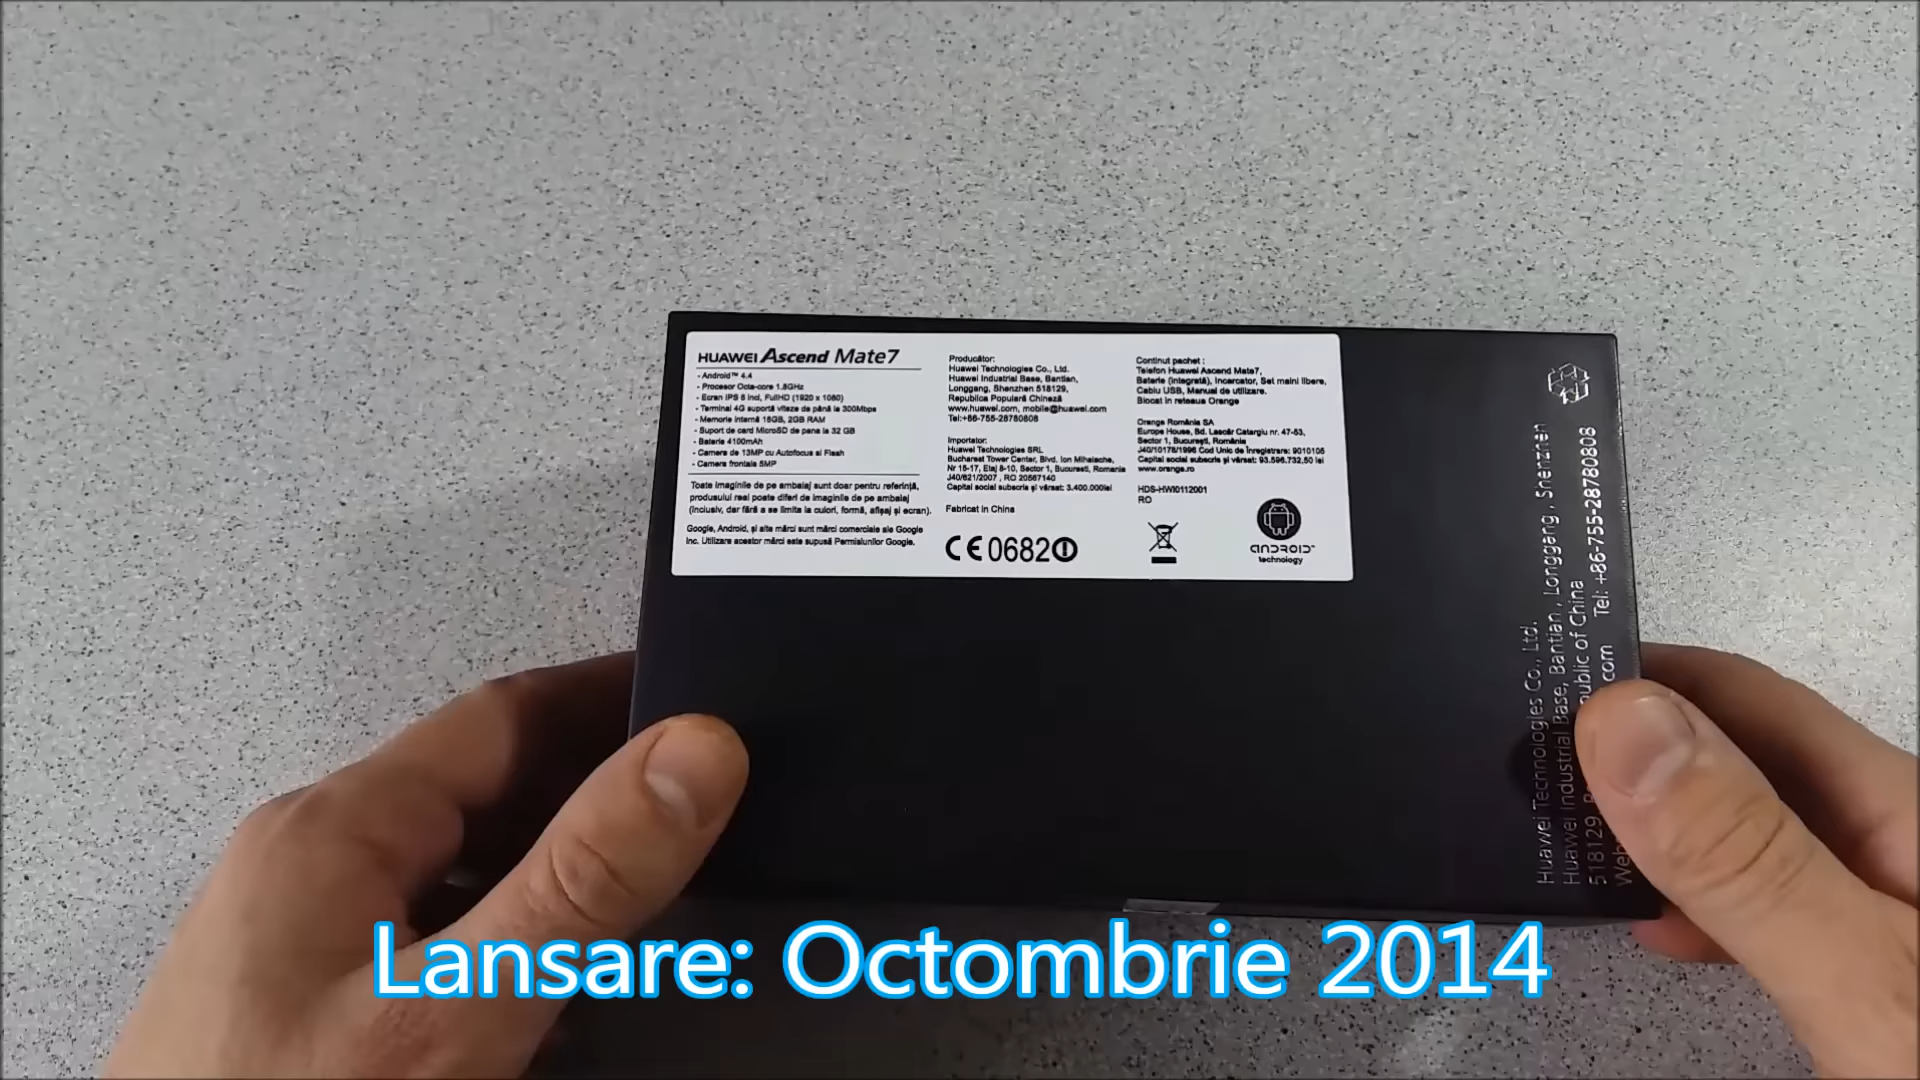 HUAWEI Ascend Mate7
- Android™ 4.4
- Procesor Octa-core 1.8GHz
- Ecran IPS 6 inci, FullHD (1920 x 1080)
- Terminal 4G suportă viteze de până la 300Mbps
- Memorie internă 16GB, 2GB RAM
- Suport de card MicroSD de pana la 32 GB
- Baterie 4100mAh
- Camera de 13MP cu Autofocus si Flash
- Camera frontala 5MP
Toate imaginile de pe ambalaj sunt doar pentru referință,
produsului real poate diferi de imaginile de pe ambalaj
(inclusiv, dar fără a se limita la culori, formă, afișaj și ecran).
Google, Android, și alte mărci sunt mărci comerciale ale Google
Inc. Utilizare acestor mărci este supusă Permisiunilor Google.
Producător:
Huawei Technologies Co., Ltd.
Huawei Industrial Base, Bantian,
Longgang, Shenzhen 518129,
Republica Populară Chineză
www.huawei.com, mobile@huawei.com
Tel:+86-755-28780808
Importator:
Huawei Technologies SRL
Bucharest Tower Center, Blvd. Ion Mihalache,
Nr 15-17, Etaj 8-10, Sector 1, Bucuresti, Romania
J40/621/2007 , RO 20567140
Capital social subscris și vărsat: 3.400.000lei
Fabricat in China
CE0682
Continut pachet :
Telefon Huawei Ascend Mate7,
Baterie (integrată), Incarcator, Set maini libere,
Cablu USB, Manual de utilizare.
Blocat in reteaua Orange
Orange România SA
Europe House, Bd. Lascăr Catargiu nr. 47-53,
Sector 1, București, România
J40/10178/1996 Cod Unic de Inregistrare: 9010105
Capital social subscris și vărsat: 93.596.732,50 lei
www.orange.ro
HDS-HWI0112001
RO
ANDROID™
technology
Huawei Technologies Co., Ltd.
Huawei Industrial Base, Bantian , Longgang , Shenzhen
518129 public of China
com Tel: +86-755-28780808
Lansare: Octombrie 2014